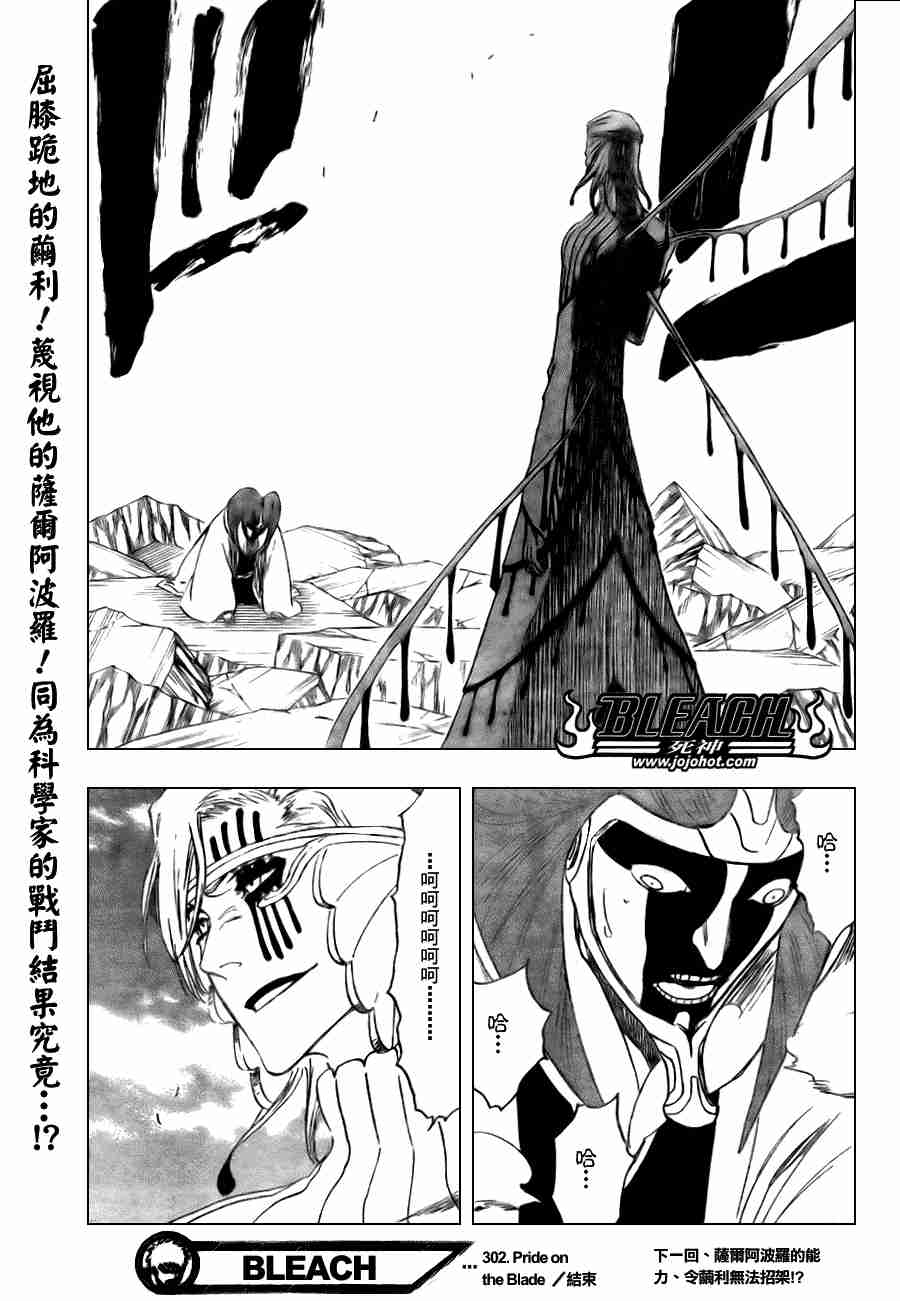 屈膝跪地的繭利！蔑視他的薩爾阿波羅！同為科學家的戰鬥結果究竟…!?
BLEACH
死神
www.jojohot.com
哈…
哈…
哈…
…呵呵呵呵呵…………
BLEACH
…
302. Pride on
the Blade ／結束
下一回、薩爾阿波羅的能
力、令繭利無法招架!?